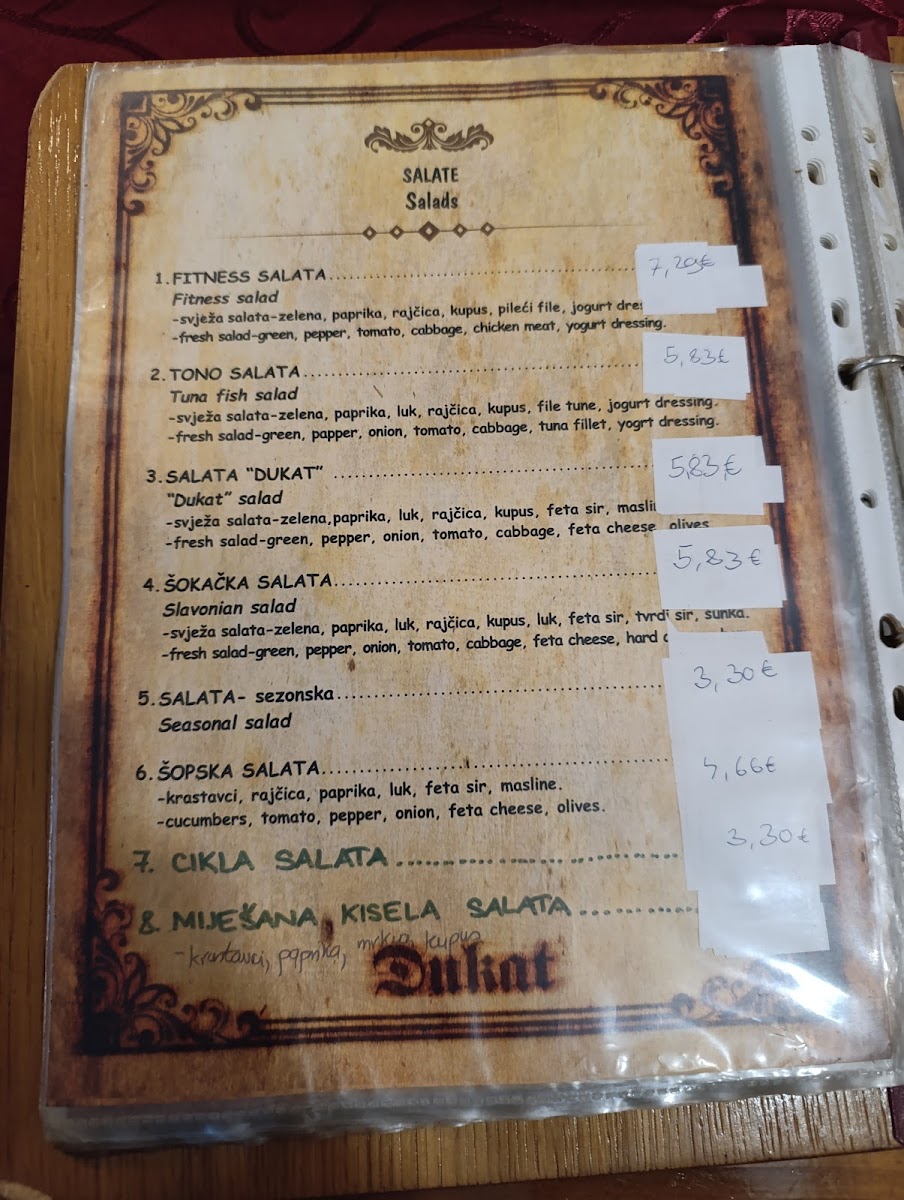 SALATE
Salads
1. FITNESS SALATA.......................................... 7,29€
Fitness salad
-svježa salata-zelena, paprika, rajčica, kupus, pileći file, jogurt
-fresh salad-green, pepper, tomato, cabbage, chicken meat, yogurt dressing.
2. TONO SALATA............................................. 5,83€
Tuna fish salad
-svježa salata-zelena, paprika, luk, rajčica, kupus, file tune, jogurt dressing.
-fresh salad-green, papper, onion, tomato, cabbage, tuna fillet, yogrt dressing.
3. SALATA "DUKAT" .......................................... 5,83€
"Dukat" salad
-svježa salata-zelena,paprika, luk, rajčica, kupus, feta sir,
-fresh salad-green, pepper, onion, tomato, cabbage, feta cheese olives
4. ŠOKAČKA SALATA.......................................... 5,83€
Slavonian salad
-svježa salata-zelena, paprika, luk, rajčica, kupus, luk, feta sir, tvrdi sir, šunka.
-fresh salad-green, pepper, onion, tomato, cabbage, feta cheese, hard
5. SALATA- sezonska.......................................... 3,30€
Seasonal salad
6. ŠOPSKA SALATA............................................. 4,66€
-krastavci, rajčica, paprika, luk, feta sir, masline.
-cucumbers, tomato, pepper, onion, feta cheese, olives.
7. CIKLA SALATA .............................. 3,30€
8. MIJEŠANA KISELA SALATA ............
- krastavci, paprika, mrkva, kupus
Dukat